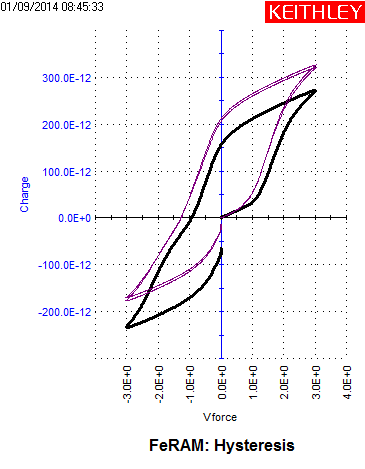 01/09/2014 08:45:33
KEITHLEY
300.0E-12
200.0E-12
100.0E-12
0.0E+0
-100.0E-12
-200.0E-12
Charge
-3.0E+0
-2.0E+0
-1.0E+0
0.0E+0
1.0E+0
2.0E+0
3.0E+0
4.0E+0
Vforce
FeRAM: Hysteresis